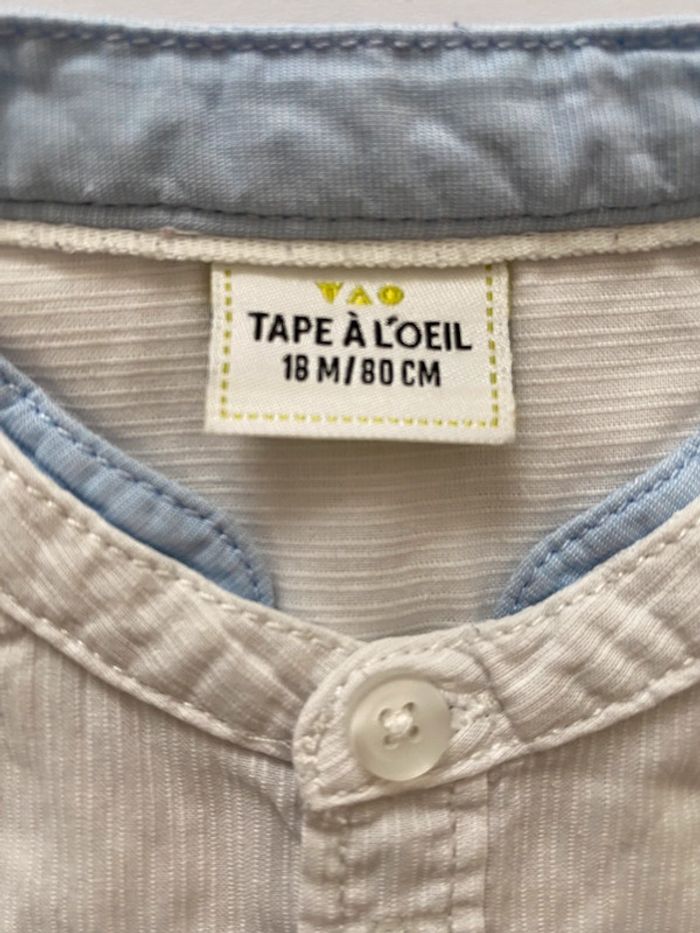 TAO
TAPE À L'OEIL
18 M/80 CM